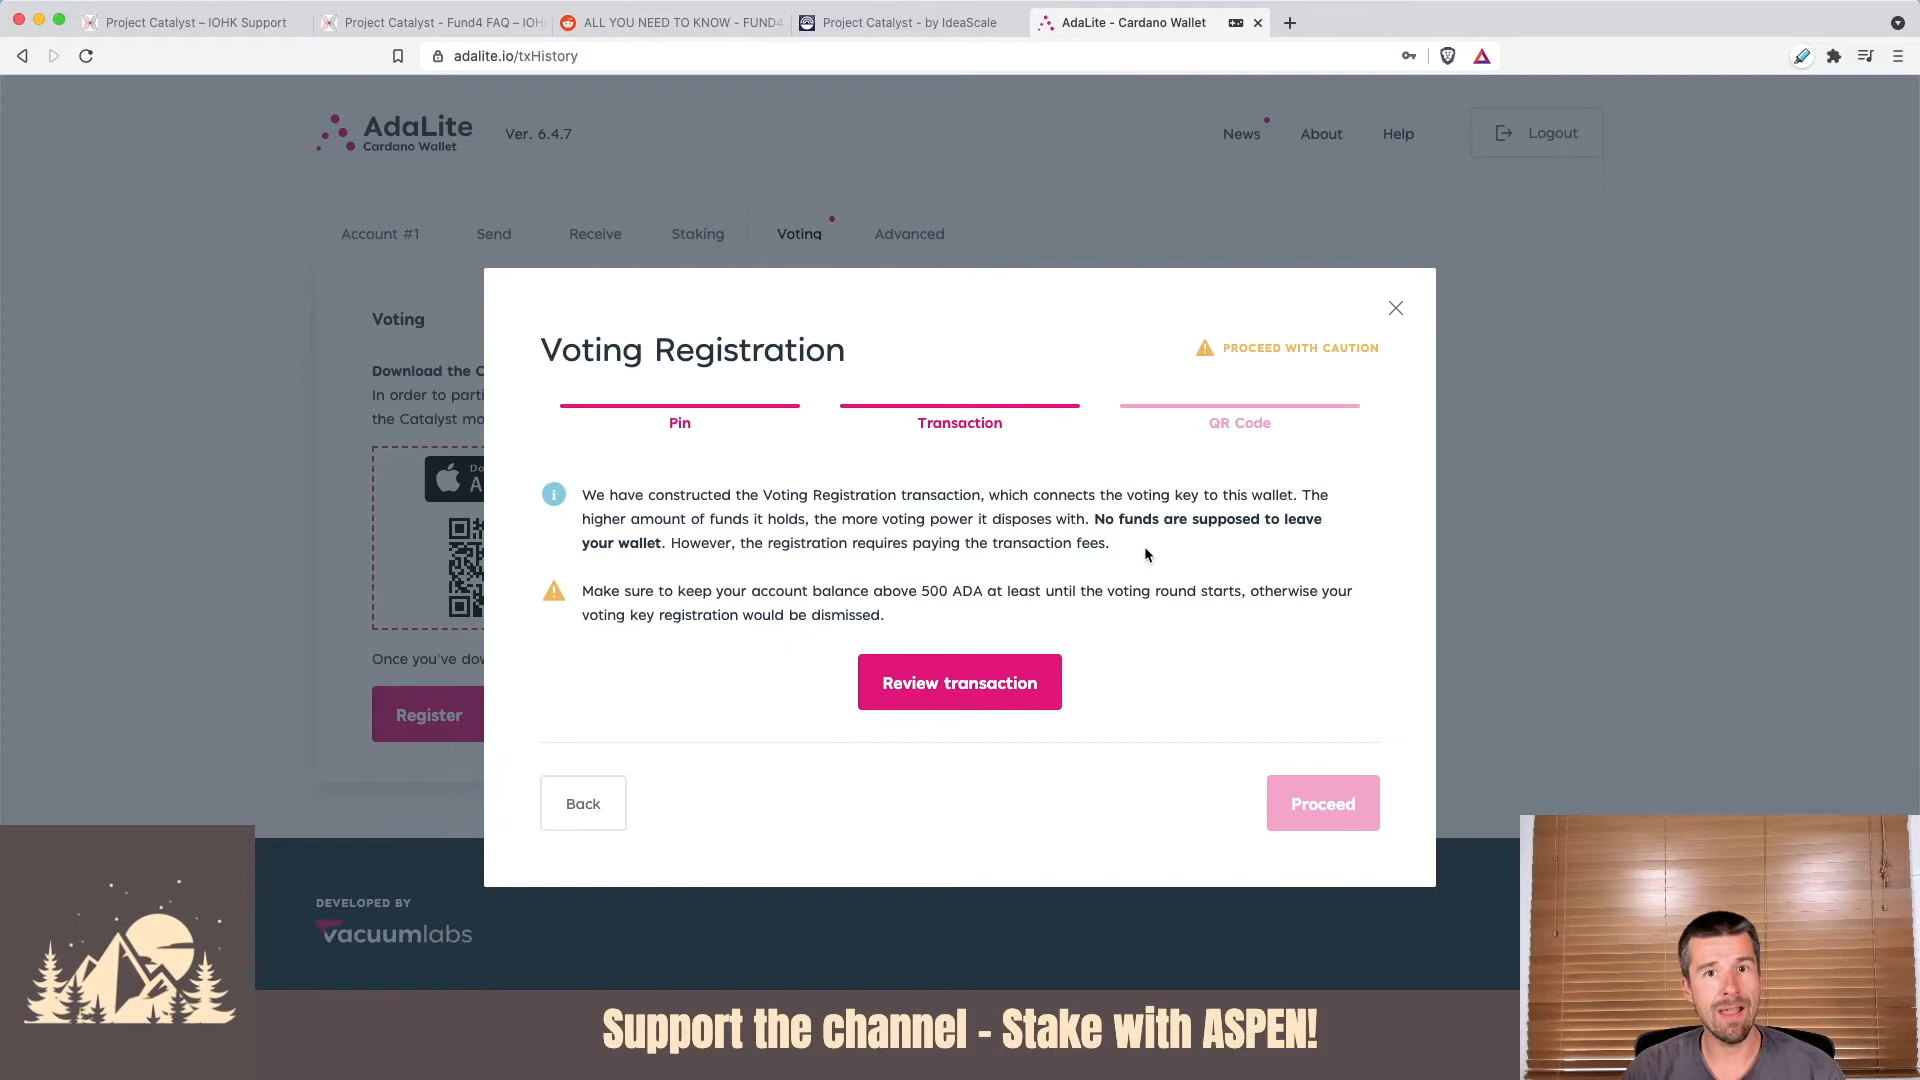 Project Catalyst – IOHK Support
Project Catalyst - Fund4 FAQ – IOH
ALL YOU NEED TO KNOW - FUND4
Project Catalyst - by IdeaScale
AdaLite - Cardano Wallet
adalite.io/txHistory
AdaLite
Cardano Wallet
Ver. 6.4.7
News
About
Help
Logout
Account #1
Send
Receive
Staking
Voting
Advanced
Voting
Download the C
In order to parti
the Catalyst mo
Do
A
Once you've dov
Register
Voting Registration
PROCEED WITH CAUTION
Pin
Transaction
QR Code
We have constructed the Voting Registration transaction, which connects the voting key to this wallet. The
higher amount of funds it holds, the more voting power it disposes with. No funds are supposed to leave
your wallet. However, the registration requires paying the transaction fees.
Make sure to keep your account balance above 500 ADA at least until the voting round starts, otherwise your
voting key registration would be dismissed.
Review transaction
Back
Proceed
DEVELOPED BY
vacuumlabs
Support the channel - Stake with ASPEN!